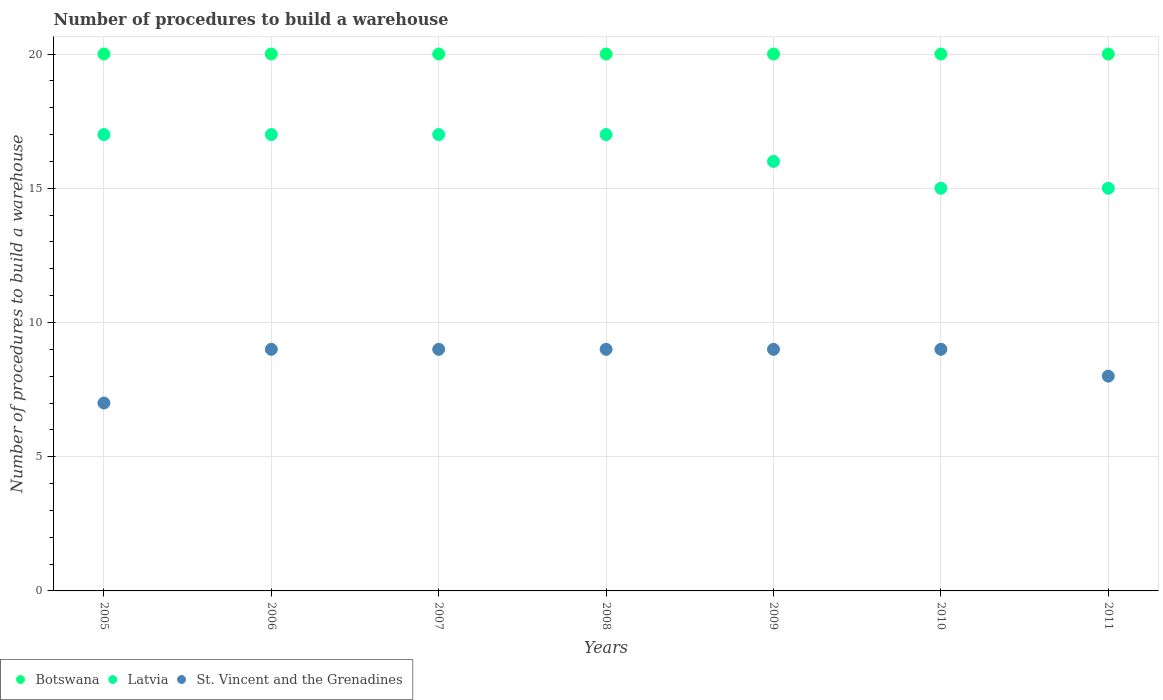 Number of procedures to build a warehouse
Number of procedures to build a warehouse
20
15
10
5
0
2005
2006
2007
2008
2009
2010
2011
Years
Botswana
Latvia
St. Vincent and the Grenadines